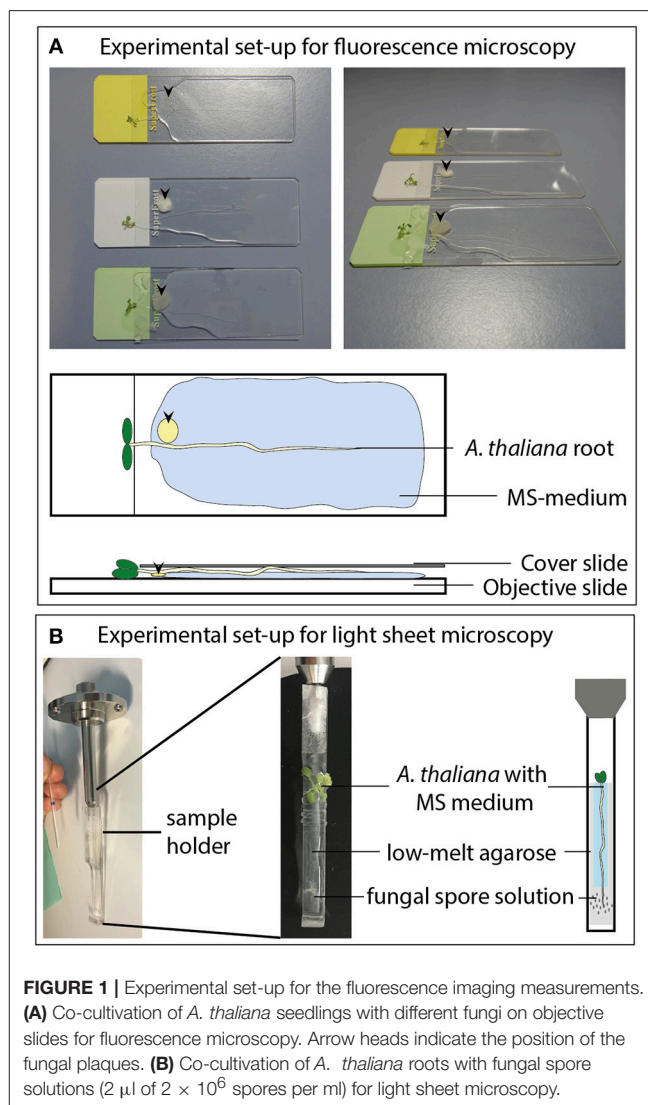 A Experimental set-up for fluorescence microscopy
SuperFrost
SuperFrost
SuperFrost
A. thaliana root
MS-medium
Cover slide
Objective slide
B Experimental set-up for light sheet microscopy
sample
holder
A. thaliana with
MS medium
low-melt agarose
fungal spore solution
FIGURE 1 | Experimental set-up for the fluorescence imaging measurements.
(A) Co-cultivation of A. thaliana seedlings with different fungi on objective
slides for fluorescence microscopy. Arrow heads indicate the position of the
fungal plaques. (B) Co-cultivation of A. thaliana roots with fungal spore
solutions (2 μl of 2 × 10⁶ spores per ml) for light sheet microscopy.